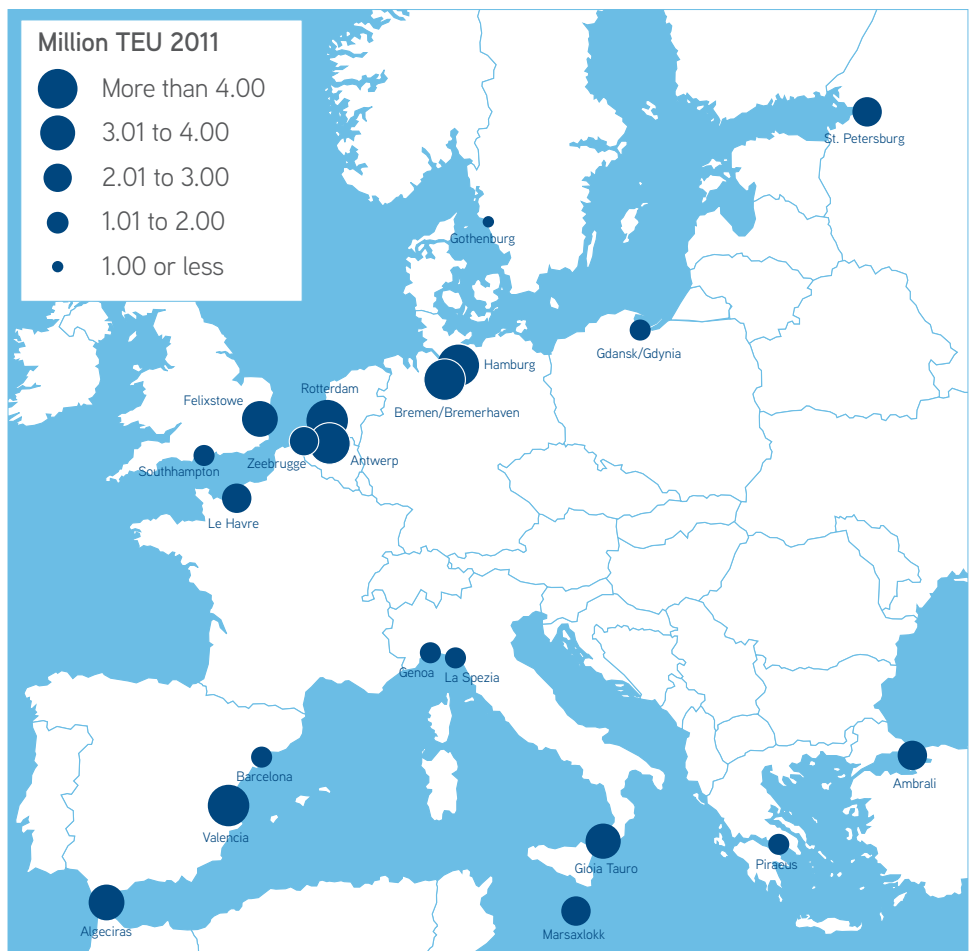 Million TEU 2011
More than 4.00
3.01 to 4.00
2.01 to 3.00
1.01 to 2.00
1.00 or less
St. Petersburg
Gothenburg
Gdansk/Gdynia
Hamburg
Rotterdam
Felixstowe
Bremen/Bremerhaven
Zeebrugge
Antwerp
Southhampton
Le Havre
Genoa
La Spezia
Barcelona
Ambrali
Valencia
Piraeus
Gioia Tauro
Algeciras
Marsaxlokk